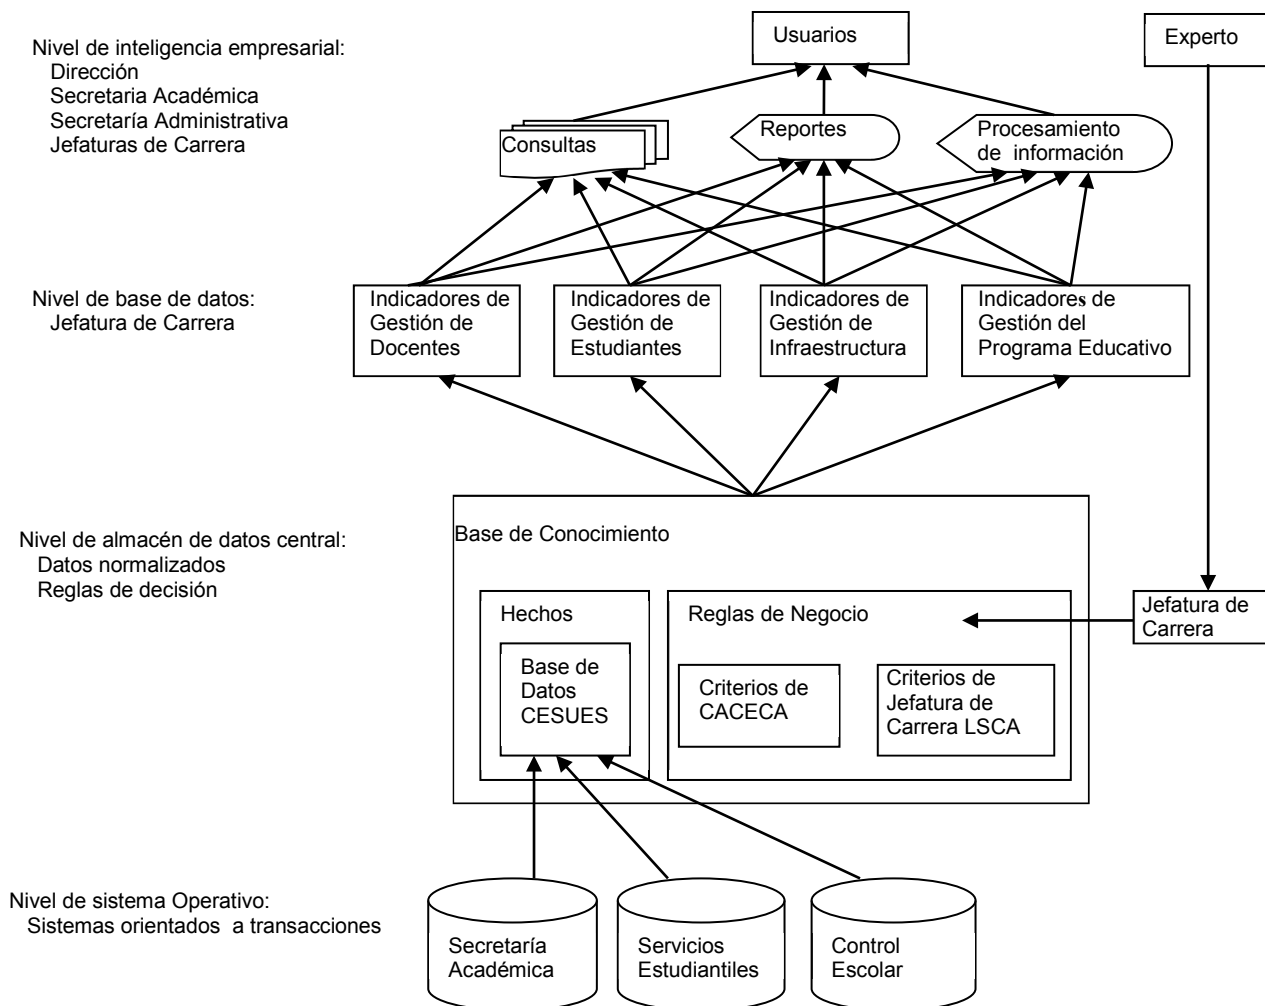 Nivel de inteligencia empresarial:
Dirección
Secretaria Académica
Secretaría Administrativa
Jefaturas de Carrera
Usuarios
Experto
Consultas
Reportes
Procesamiento
de información
Nivel de base de datos:
Jefatura de Carrera
Indicadores de
Gestión de
Docentes
Indicadores de
Gestión de
Estudiantes
Indicadores de
Gestión de
Infraestructura
Indicadores de
Gestión del
Programa Educativo
Nivel de almacén de datos central:
Datos normalizados
Reglas de decisión
Base de Conocimiento
Hechos
Base de
Datos
CESUES
Reglas de Negocio
Criterios de
CACECA
Criterios de
Jefatura de
Carrera LSCA
Jefatura de
Carrera
Nivel de sistema Operativo:
Sistemas orientados a transacciones
Secretaría
Académica
Servicios
Estudiantiles
Control
Escolar